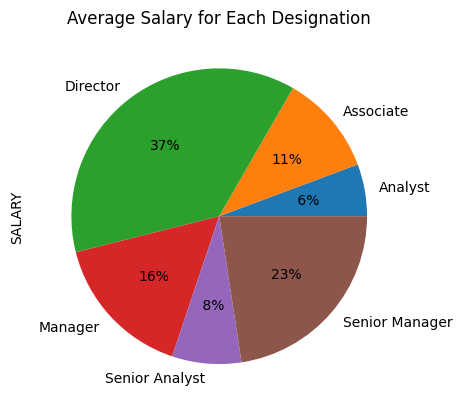 Average Salary for Each Designation
Director
Associate
37%
11%
Analyst
6%
SALARY
16%
23%
8%
Manager
Senior Manager
Senior Analyst